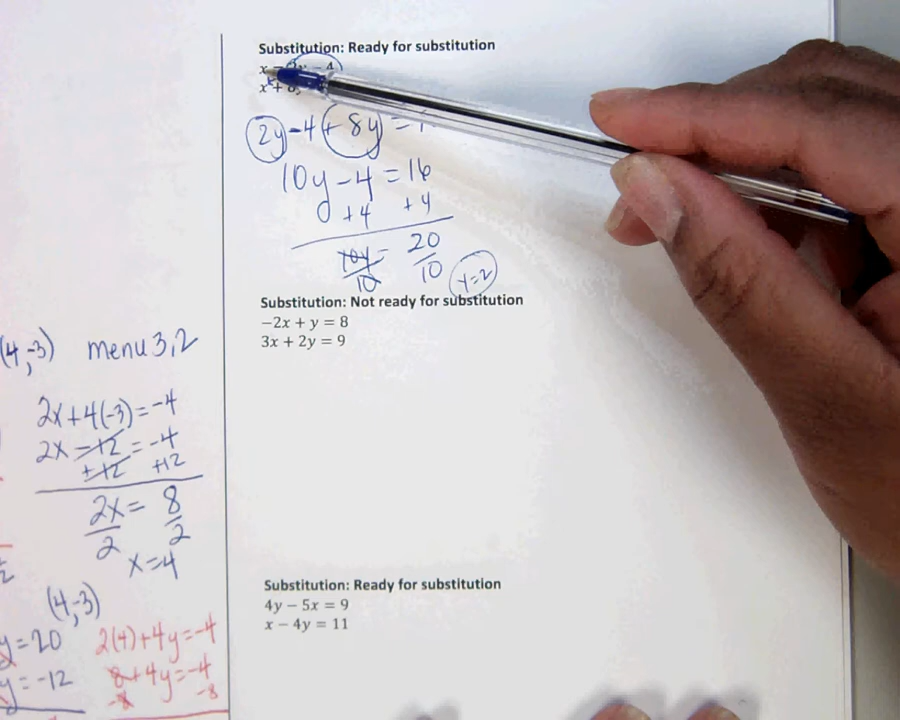 Substitution: Ready for substitution
2y-4+8y=
10y-4=16
+4 +4
10y = 20
10 10
y=2
Substitution: Not ready for substitution
−2x + y = 8
3x + 2y = 9
Substitution: Ready for substitution
4y − 5x = 9
x − 4y = 11
(4,-3) menu 3,2
2x+4(-3)=-4
2x-12=-4
+12 +12
2x= 8
2 2
x=4
(4,-3)
y=20
y=-12
2(4)+4y=-4
8+4y=-4
-8 -8